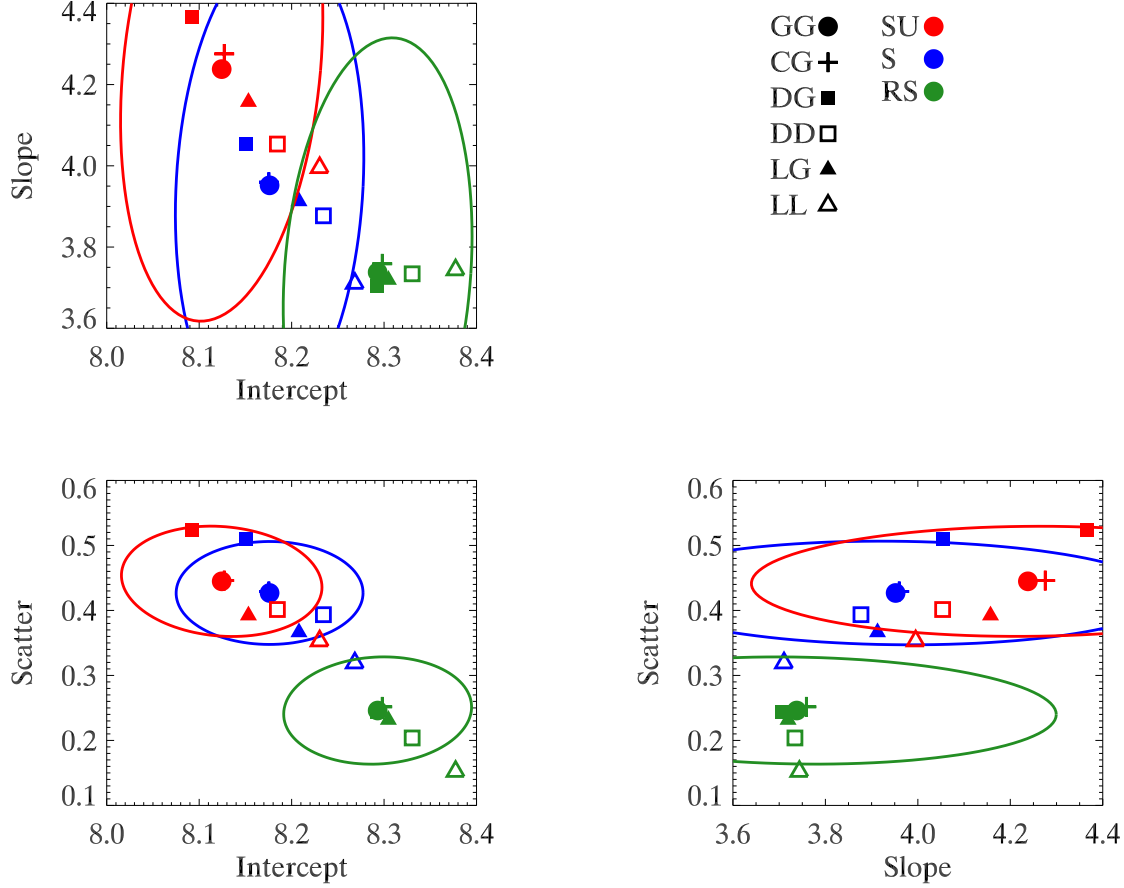 4.4
4.2
4.0
3.8
3.6
Slope
8.0 8.1 8.2 8.3 8.4
Intercept
GG SU
CG S
DG RS
DD
LG
LL
0.6
0.5
0.4
0.3
0.2
0.1
Scatter
8.0 8.1 8.2 8.3 8.4
Intercept
0.6
0.5
0.4
0.3
0.2
0.1
Scatter
3.6 3.8 4.0 4.2 4.4
Slope